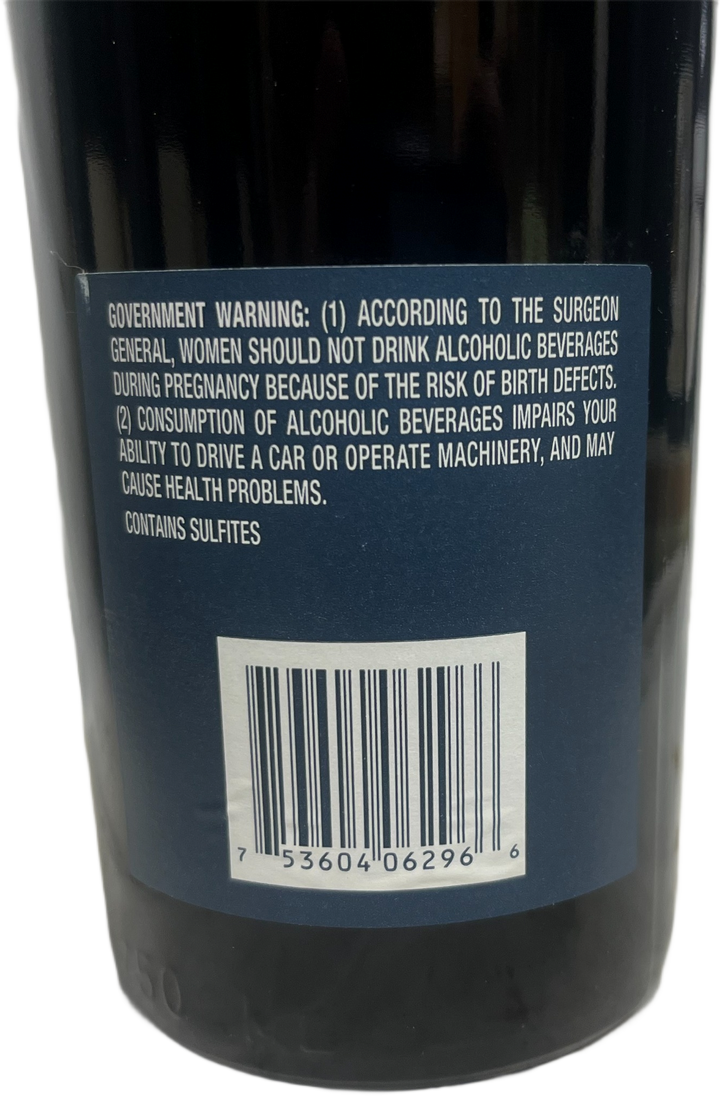 GOVERNMENT WARNING: (1) ACCORDING TO THE SURGEON
GENERAL, WOMEN SHOULD NOT DRINK ALCOHOLIC BEVERAGES
DURING PREGNANCY BECAUSE OF THE RISK OF BIRTH DEFECTS.
(2) CONSUMPTION OF ALCOHOLIC BEVERAGES IMPAIRS YOUR
ABILITY TO DRIVE A CAR OR OPERATE MACHINERY, AND MAY
CAUSE HEALTH PROBLEMS.
CONTAINS SULFITES
7 53604 06296 6